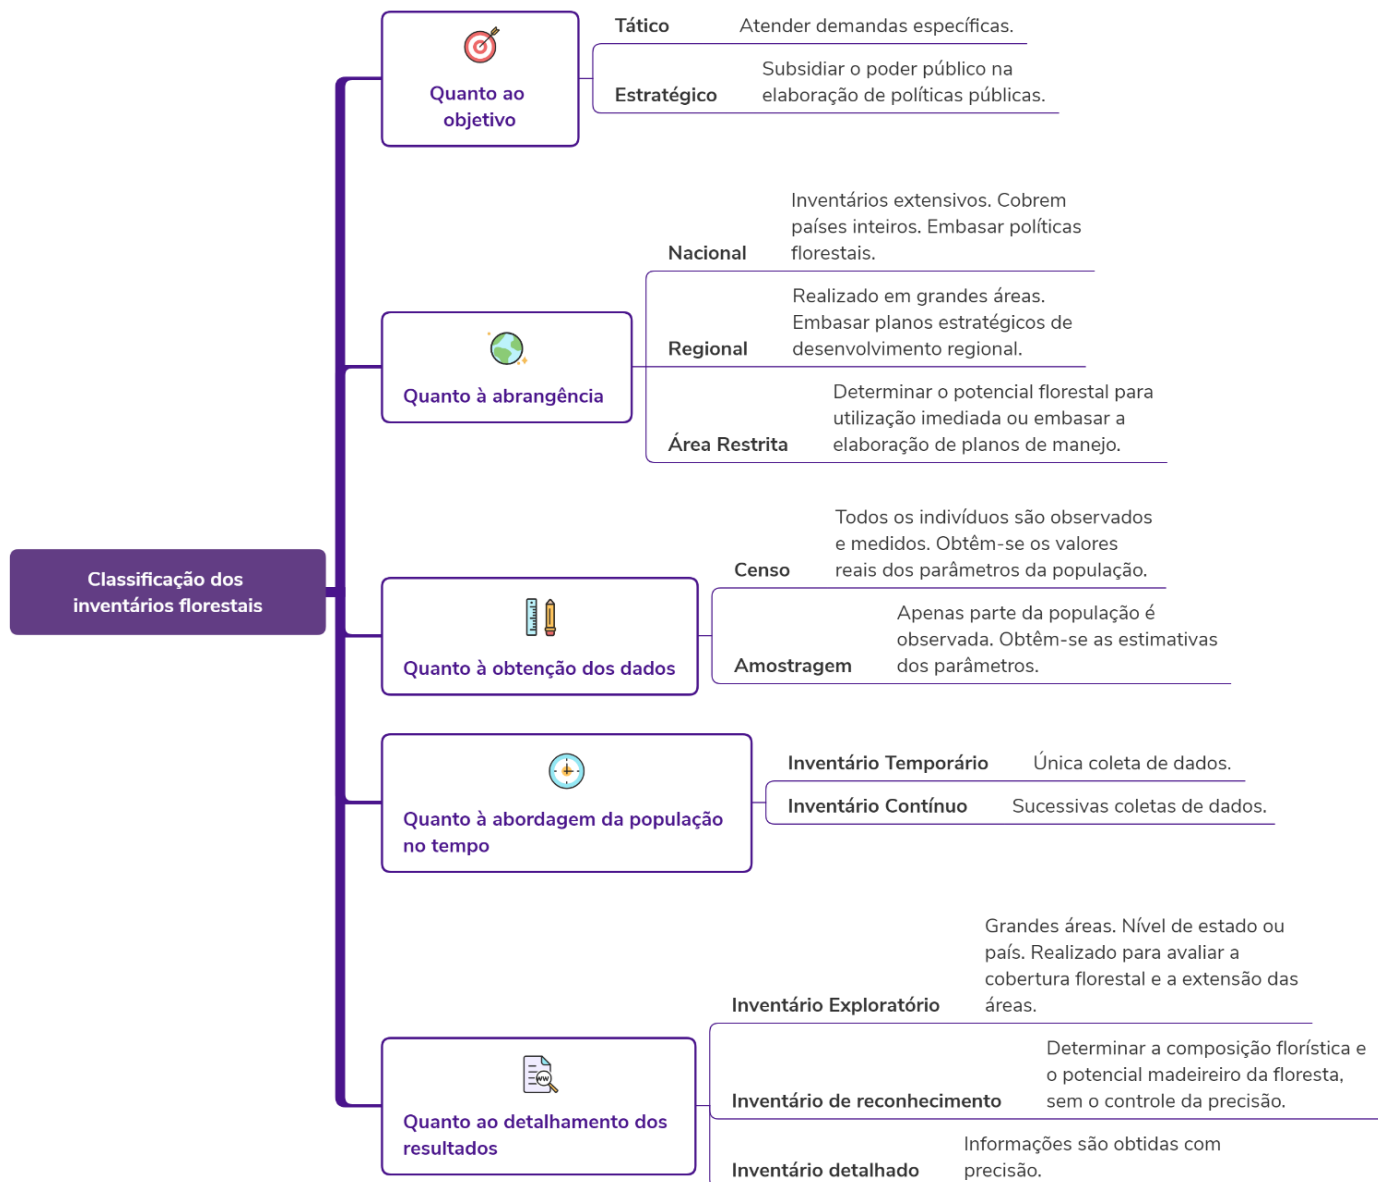 Classificação dos
inventários florestais
Quanto ao
objetivo
Tático
Atender demandas específicas.
Estratégico
Subsidiar o poder público na
elaboração de políticas públicas.
Quanto à abrangência
Nacional
Inventários extensivos. Cobrem
países inteiros. Embasar políticas
florestais.
Regional
Realizado em grandes áreas.
Embasar planos estratégicos de
desenvolvimento regional.
Área Restrita
Determinar o potencial florestal para
utilização imediada ou embasar a
elaboração de planos de manejo.
Quanto à obtenção dos dados
Censo
Todos os indivíduos são observados
e medidos. Obtêm-se os valores
reais dos parâmetros da população.
Amostragem
Apenas parte da população é
observada. Obtêm-se as estimativas
dos parâmetros.
Quanto à abordagem da população
no tempo
Inventário Temporário
Única coleta de dados.
Inventário Contínuo
Sucessivas coletas de dados.
Quanto ao detalhamento dos
resultados
WW
Inventário Exploratório
Grandes áreas. Nível de estado ou
país. Realizado para avaliar a
cobertura florestal e a extensão das
áreas.
Inventário de reconhecimento
Determinar a composição florística e
o potencial madeireiro da floresta,
sem o controle da precisão.
Inventário detalhado
Informações são obtidas com
precisão.